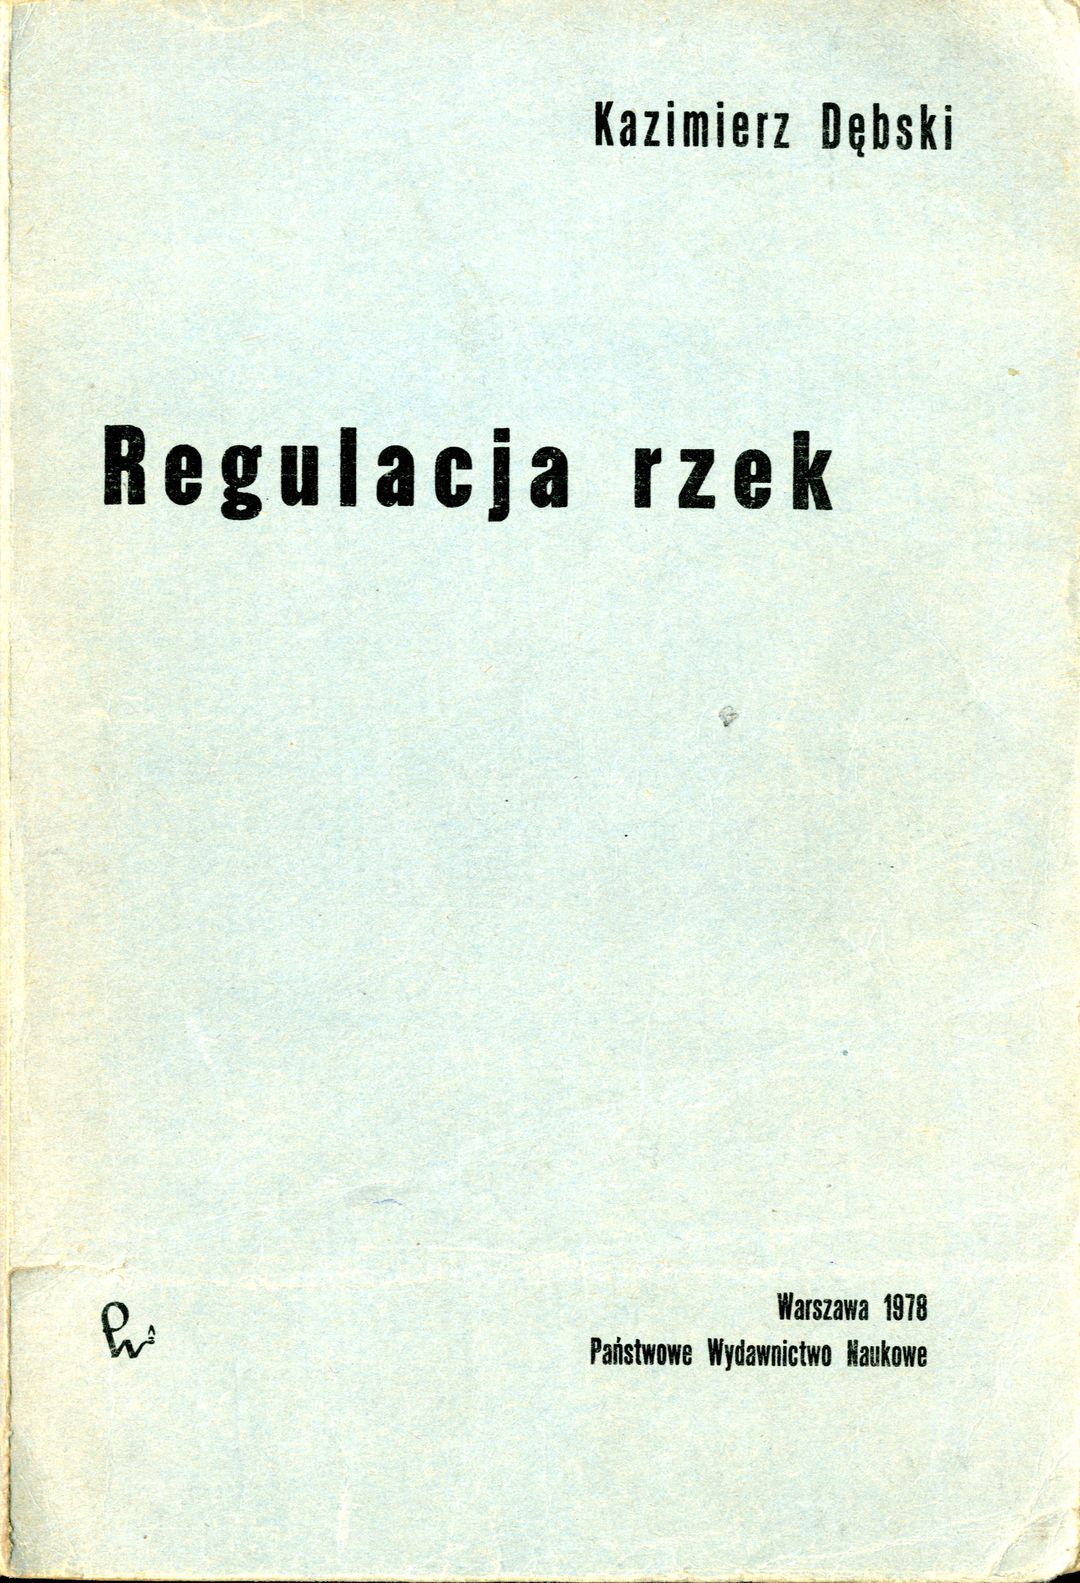 Kazimierz Dębski
Regulacja rzek
Warszawa 1978
Państwowe Wydawnictwo Naukowe